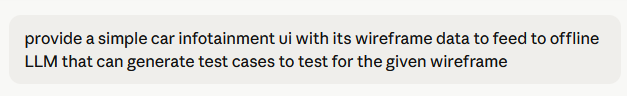 provide a simple car infotainment ui with its wireframe data to feed to offline
LLM that can generate test cases to test for the given wireframe